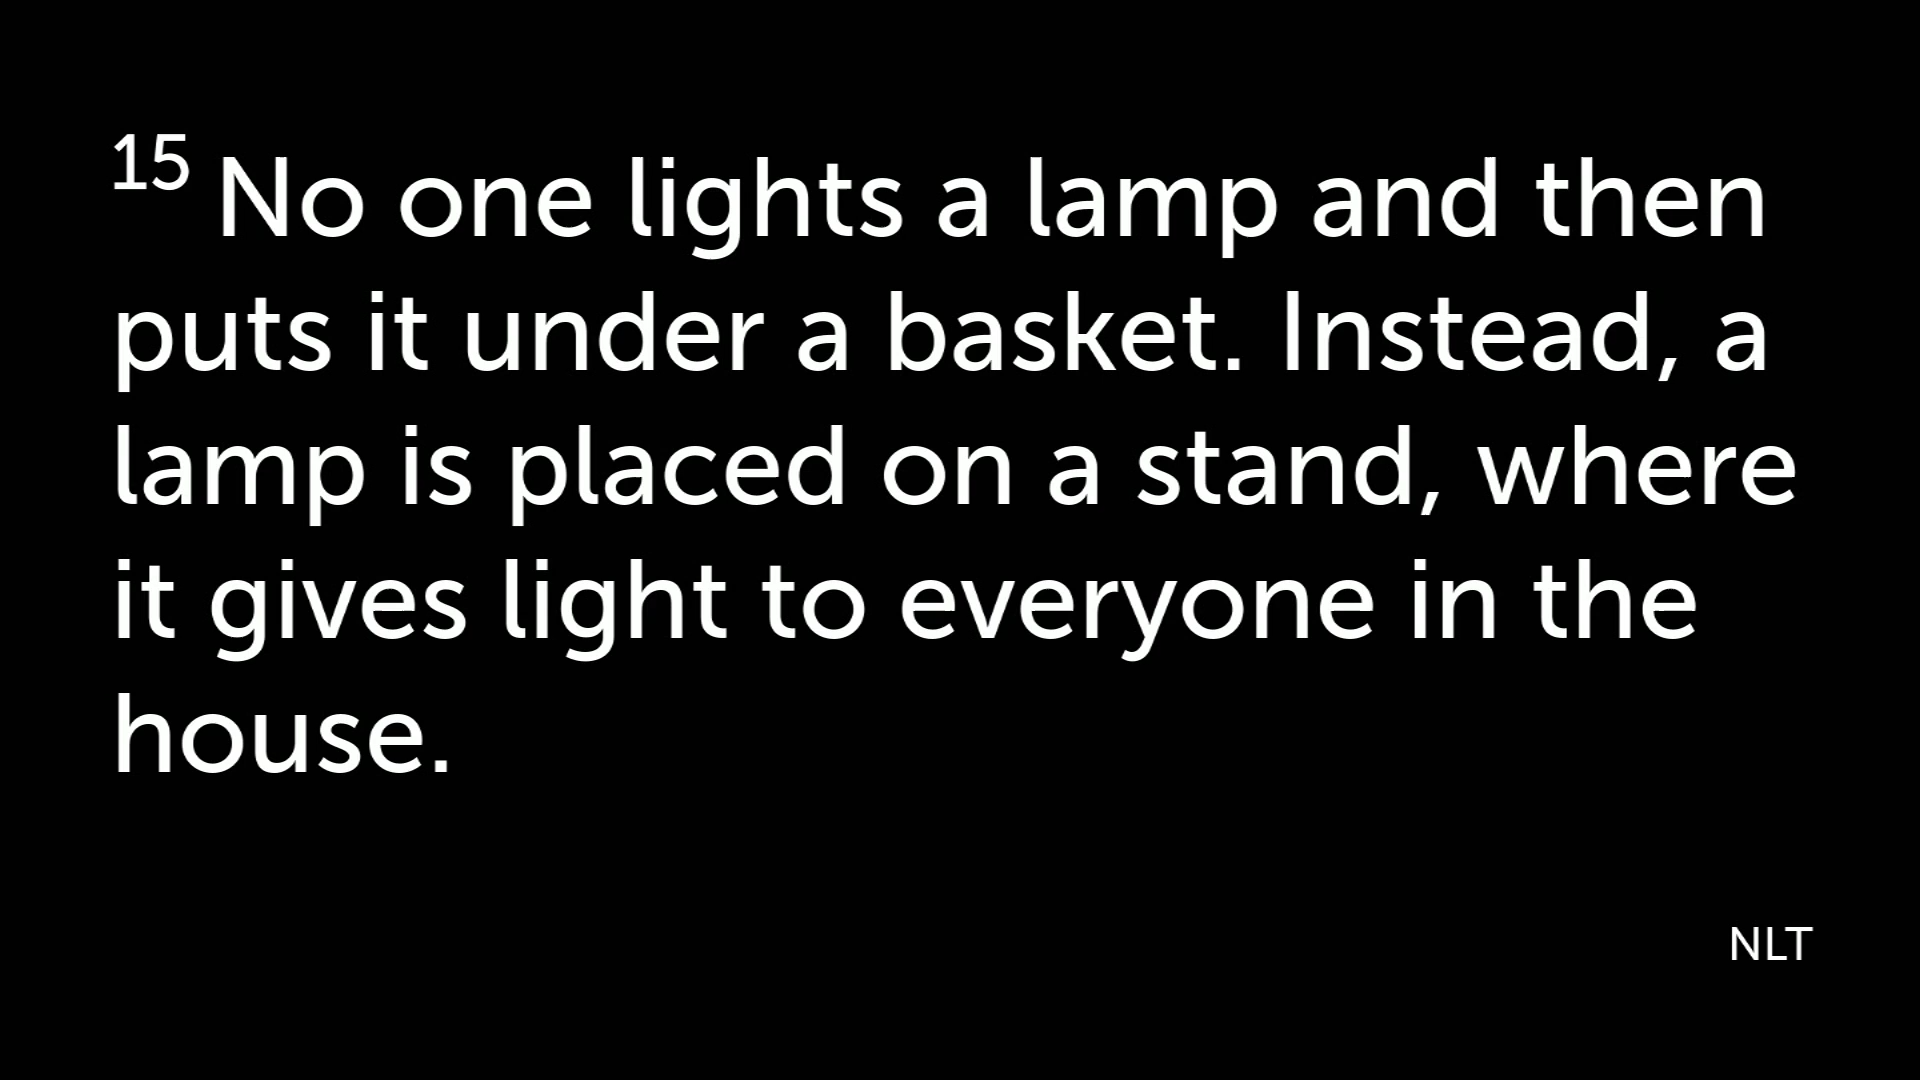 15 No one lights a lamp and then
puts it under a basket. Instead, a
lamp is placed on a stand, where
it gives light to everyone in the
house.
NLT